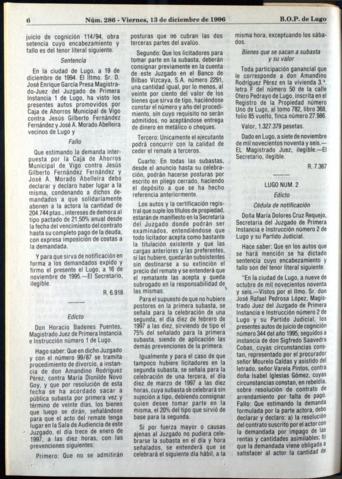 6
Núm. 286 - Viernes, 13 de diciembre de 1996
B.O.P. de Lugo
juicio de cognición 114/94, obra
sentencia cuyo encabezamiento y
fallo es del tenor literal siguiente:
Sentencia
En la ciudad de Lugo, a 19 de
diciembre de 1994. El Iltmo. Sr. D.
José Enrique García Presa Magistra-
do-Juez del Juzgado de Primera
Instancia 1 de Lugo, ha visto los
presentes autos promovidos por
Caja de Ahorros Municipal de Vigo
contra Jesús Gilberto Fernández
Fernández y José A. Morado Abelleira
vecinos de Lugo y
Fallo
Que estimando la demanda inter-
puesta por la Caja de Ahorros
Municipal de Vigo contra Jesús
Gilberto Fernández Fernández y
José A. Morado Abelleira debo
declarar y declaro haber lugar a la
misma, condenando a dichos de-
mandados a que solidariamente
abonen a la actora la cantidad de
204.744 ptas., intereses de demora al
tipo pactado de 21,50% anual desde
la fecha del vencimiento del contrato
hasta su completo pago de la deuda,
con expresa imposición de costas a
la demandada.
Y para que sirva de notificación en
forma a los demandados expido y
firmo el presente en Lugo, a 16 de
noviembre de 1995.—El Secretario,
ilegible.
R. 6.918
Edicto
Don Horacio Badenes Puentes,
Magistrado Juez de Primera Instancia
e Instrucción número 1 de Lugo.
Hago saber: Que en dicho Juzgado
y con el número 99/87 se tramita
procedimiento de divorcio, a instan-
cia de don Amandino Rodríguez
Pérez, contra María Dionilde Novo
Goy, y que por resolución de esta
fecha se ha acordado sacar a
pública subasta por primera vez y
término de veinte días, los bienes
que luego se dirán, señalándose
para que el acto del remate tenga
lugar en la Sala de Audiencia de este
Juzgado, el día trece de enero de
1997, a las diez horas, con las
prevenciones siguientes:
Primero: Que no se admitirán
posturas que no cubran las dos
terceras partes del avalúo.
Segundo: Que los licitadores para
tomar parte en la subasta, deberán
consignar previamente en la cuenta
de este Juzgado en el Banco de
Bilbao Vizcaya, S.A. número 2291,
una cantidad igual, por lo menos, al
veinte por ciento del valor de los
bienes que sirva de tipo, haciéndose
constar el número y año del procedi-
miento, sin cuyo requisito no serán
admitidos, no aceptándose entrega
de dinero en metálico o cheques.
Tercero: Únicamente el ejecutante
podrá concurrir con la calidad de
ceder el remate a terceros.
Cuarto: En todas las subastas,
desde el anuncio hasta su celebra-
ción, podrán hacerse posturas por
escrito en pliego cerrado, haciendo
el depósito a que se ha hecho
referencia anteriormente.
Los autos y la certificación regis-
tral que suple los títulos de propiedad,
estarán de manifiesto en la Secretaría
del Juzgado donde podrán ser
examinados, entendiéndose que
todo licitador acepta como bastante
la titulación existente y que las
cargas anteriores y las preferentes,
si las hubiere, quedarán subsistentes
sin destinarse a su extinción el
precio del remate y se entenderá que
el rematante las acepta y queda
subrogado en la responsabilidad de
las mismas.
Para el supuesto de que no hubiere
postores en la primera subasta, se
señala para la celebración de una
segunda, el día diez de febrero de
1997 a las diez, sirviendo de tipo el
75% del señalado para la primera
subasta, siendo de aplicación las
demás prevenciones de la primera.
Igualmente y para el caso de que
tampoco hubiere licitadores en la
segunda subasta, se señala para la
celebración de una tercera, el día
diez de marzo de 1997 a las diez
horas, cuya subasta se celebrará sin
sujeción a tipo, debiendo consignar
quien desee tomar parte en la
misma, el 20% del tipo que sirvió de
base para la segunda.
Si por fuerza mayor o causas
ajenas al Juzgado no pudiera cele-
brarse la subasta en el día y hora
señalados, se entenderá que se
celebrará el siguiente día hábil, a la
misma hora, exceptuando los sába-
dos.
Bienes que se sacan a subasta
y su valor
Toda participación ganancial que
le corresponde a don Amandino
Rodríguez Pérez en la vivienda 3.ª
letra F del número 50 de la calle
Otero Pedrayo de Lugo, inscrita en el
Registro de la Propiedad número
Uno de Lugo, al tomo 782, libro 368,
folio 85 vuelto, finca número 27.989.
Valor, 1.327.379 pesetas.
Dado en Lugo, a siete de noviembre
de mil novecientos noventa y seis.—El
E.L. Magistrado Juez, ilegible.—El
Secretario, ilegible.
R. 7.367
LUGO NUM. 2
Edicto
Cédula de notificación
Doña María Dolores Cruz Requejo,
Secretaria del Juzgado de Primera
Instancia e Instrucción número 2 de
Lugo y su Partido Judicial.
Hace saber: Que en los autos que
se hará mención se ha dictado
sentencia cuyo encabezamiento y
fallo son del tenor literal siguiente:
"En la ciudad de Lugo, a nueve de
octubre de mil novecientos noventa
y seis.—Vistos por el Iltmo. Sr. don
José Rafael Pedrosa López, Magis-
trado Juez del Juzgado de Primera
Instancia e Instrucción número 2 de
Lugo y su Partido Judicial, los
presentes autos de juicio de cognición
número 344 del año 1995, seguidos a
instancia de don Sigfredo Saavedra
Cobas, cuyas circunstancias cons-
tan, representado por el procurador
señor Mourelo Caldas y asistido del
letrado, señor Varela Pintos, contra
doña Isabel Iglesias Gómez, cuyas
circunstancias constan, en rebeldía,
sobre resolución de contrato de
arrendamiento por falta de pago.
Fallo: Que estimando la demanda
formulada por la parte actora, debo
declarar y declaro: a) la resolución
del contrato suscrito por el actor con
la demandada por impago de las
rentas y cantidades asimiladas; b)
que la demandada viene obligada a
satisfacer al actor la cantidad de